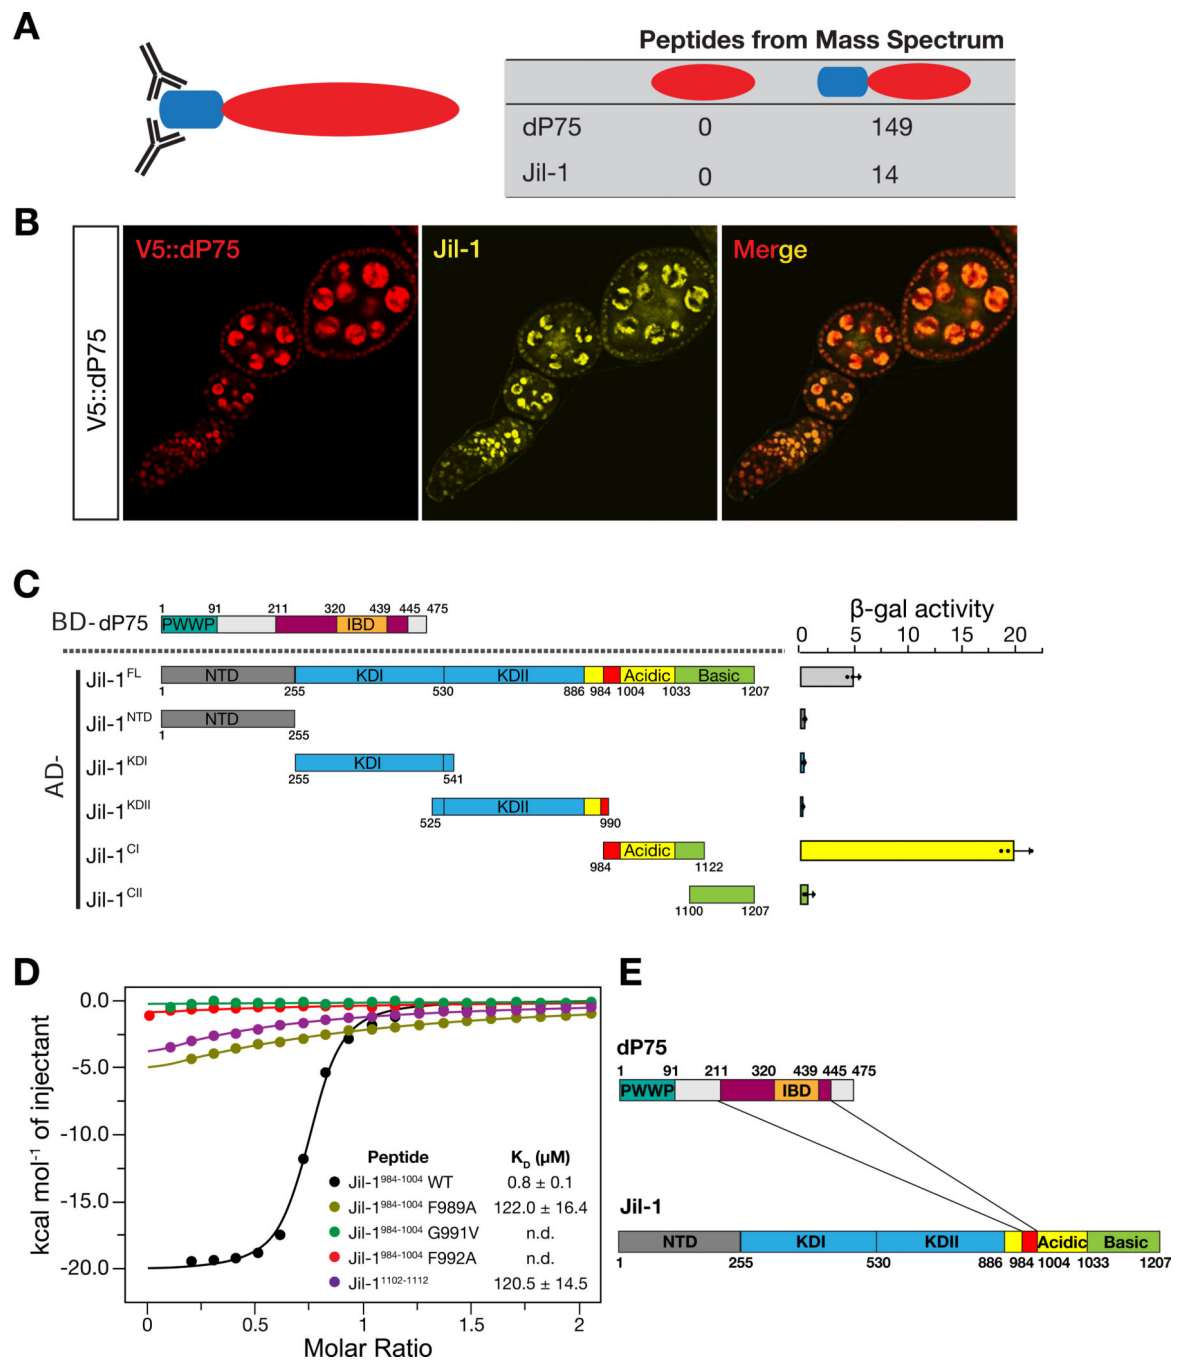 A
Peptides from Mass Spectrum
dP75 0 149
Jil-1 0 14
B
V5::dP75
V5::dP75
Jil-1
Merge
C
1 91 211 320 439 445 475
BD- dP75 PWWP IBD
β-gal activity
0 5 10 15 20
AD-
Jil-1FL NTD KDI KDII Acidic Basic
1 255 530 886 984 1004 1033 1207
Jil-1NTD NTD
1 255
Jil-1KDI KDI
255 541
Jil-1KDII KDII
525 990
Jil-1CI Acidic
984 1122
Jil-1CII
1100 1207
D
kcal mol-1 of injectant
0.0
-5.0
-10.0
-15.0
-20.0
Peptide KD (μM)
Jil-1984-1004 WT 0.8 ± 0.1
Jil-1984-1004 F989A 122.0 ± 16.4
Jil-1984-1004 G991V n.d.
Jil-1984-1004 F992A n.d.
Jil-11102-1112 120.5 ± 14.5
0 0.5 1 1.5 2
Molar Ratio
E
dP75
1 91 211 320 439 445 475
PWWP IBD
Jil-1
NTD KDI KDII Acidic Basic
1 255 530 886 984 1004 1033 1207